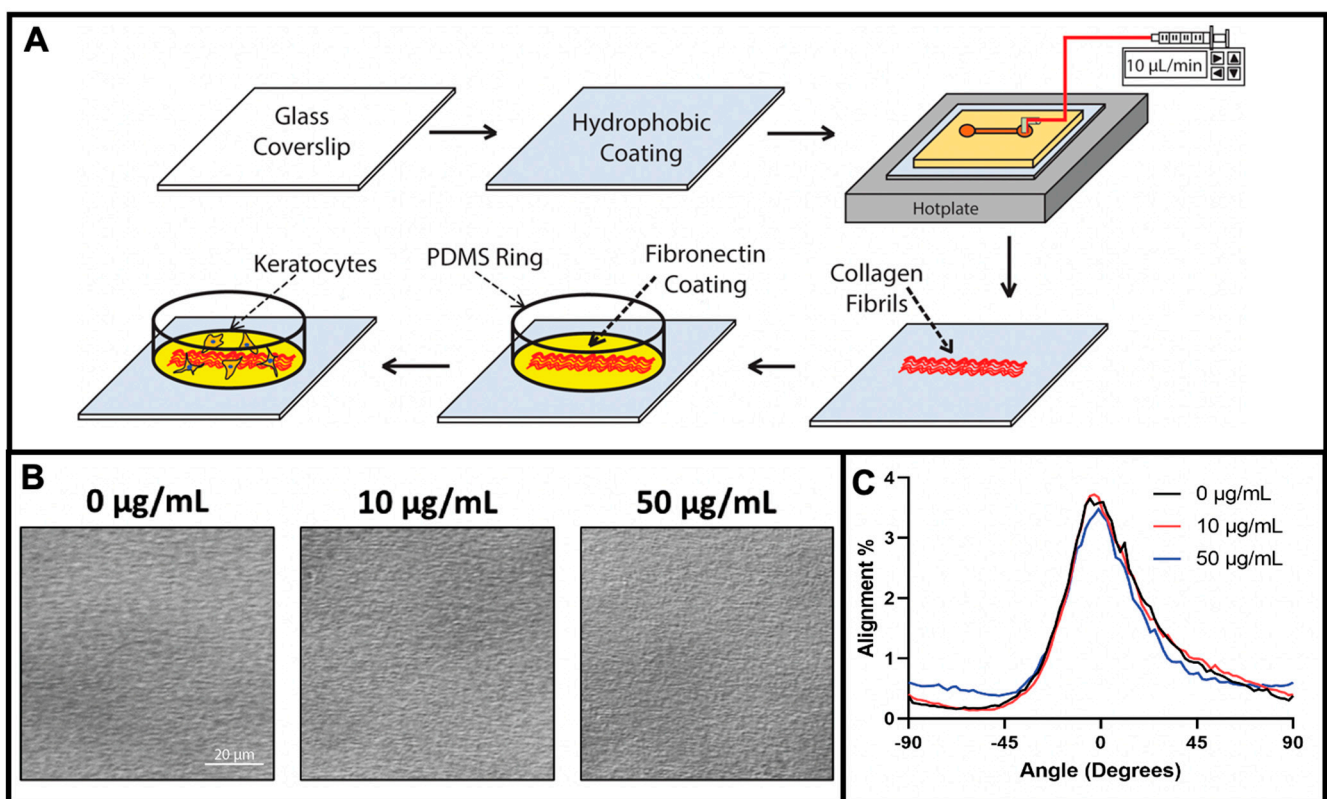 A
Glass
Coverslip
Hydrophobic
Coating
10 µL/min
Hotplate
Keratocytes
PDMS Ring
Fibronectin
Coating
Collagen
Fibrils
B
0 µg/mL
10 µg/mL
50 µg/mL
20 µm
C
Alignment %
4
3
2
1
0
-90
-45
0
45
90
Angle (Degrees)
0 µg/mL
10 µg/mL
50 µg/mL